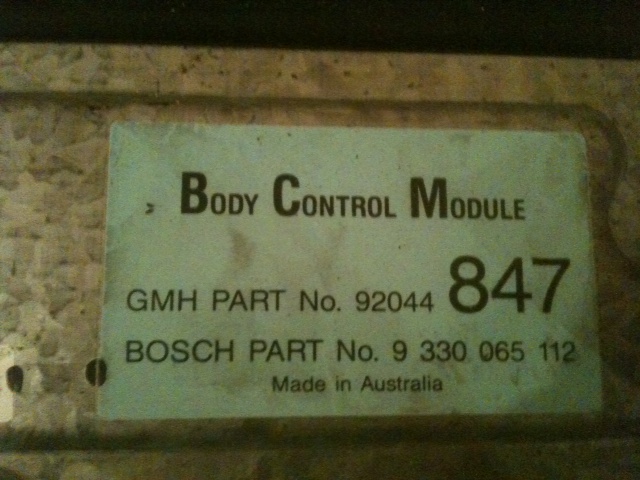 BODY CONTROL MODULE
GMH PART No. 92044 847
BOSCH PART No. 9 330 065 112
Made in Australia